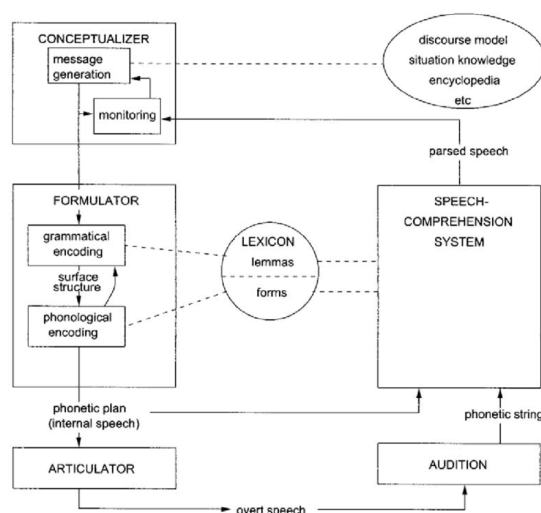 CONCEPTUALIZER
message
generation
monitoring
discourse model
situation knowledge
encyclopedia
etc
parsed speech
FORMULATOR
grammatical
encoding
surface
structure
phonological
encoding
LEXICON
lemmas
forms
SPEECH-
COMPREHENSION
SYSTEM
phonetic plan
(internal speech)
phonetic string
ARTICULATOR
AUDITION
overt speech